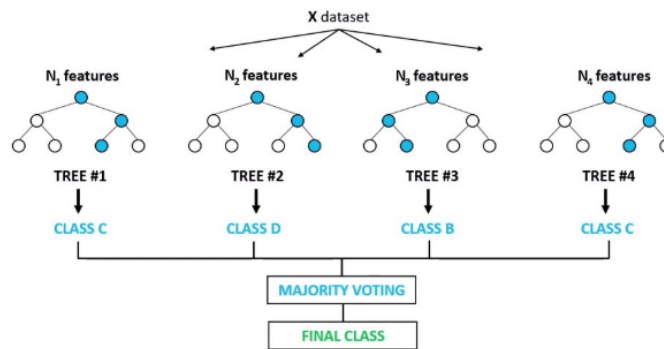 X dataset
N₁ features
N₂ features
N₃ features
N₄ features
TREE #1
TREE #2
TREE #3
TREE #4
CLASS C
CLASS D
CLASS B
CLASS C
MAJORITY VOTING
FINAL CLASS